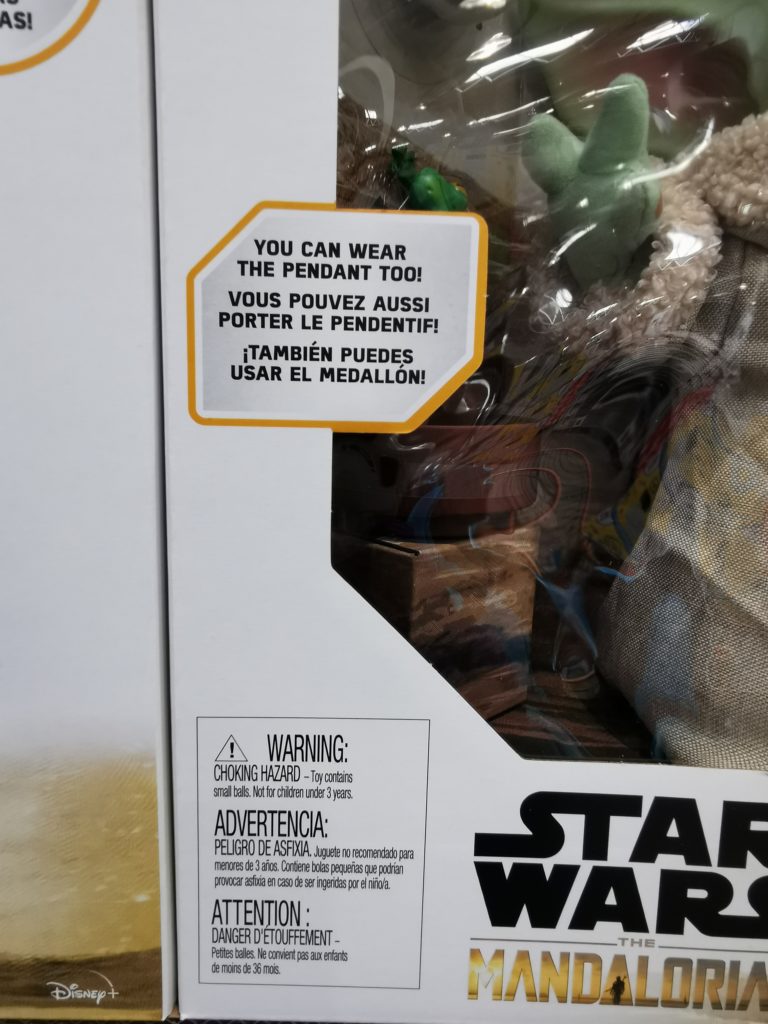 AS!
YOU CAN WEAR
THE PENDANT TOO!
VOUS POUVEZ AUSSI
PORTER LE PENDENTIF!
¡TAMBIÉN PUEDES
USAR EL MEDALLÓN!
WARNING:
CHOKING HAZARD – Toy contains
small balls. Not for children under 3 years.
ADVERTENCIA:
PELIGRO DE ASFIXIA. Juguete no recomendado para
menores de 3 años. Contiene bolas pequeñas que podrían
provocar asfixia en caso de ser ingeridas por el niño/a.
ATTENTION :
DANGER D'ÉTOUFFEMENT –
Petites balles. Ne convient pas aux enfants
de moins de 36 mois.
STAR
WARS
THE
MANDALORIA
Disney+